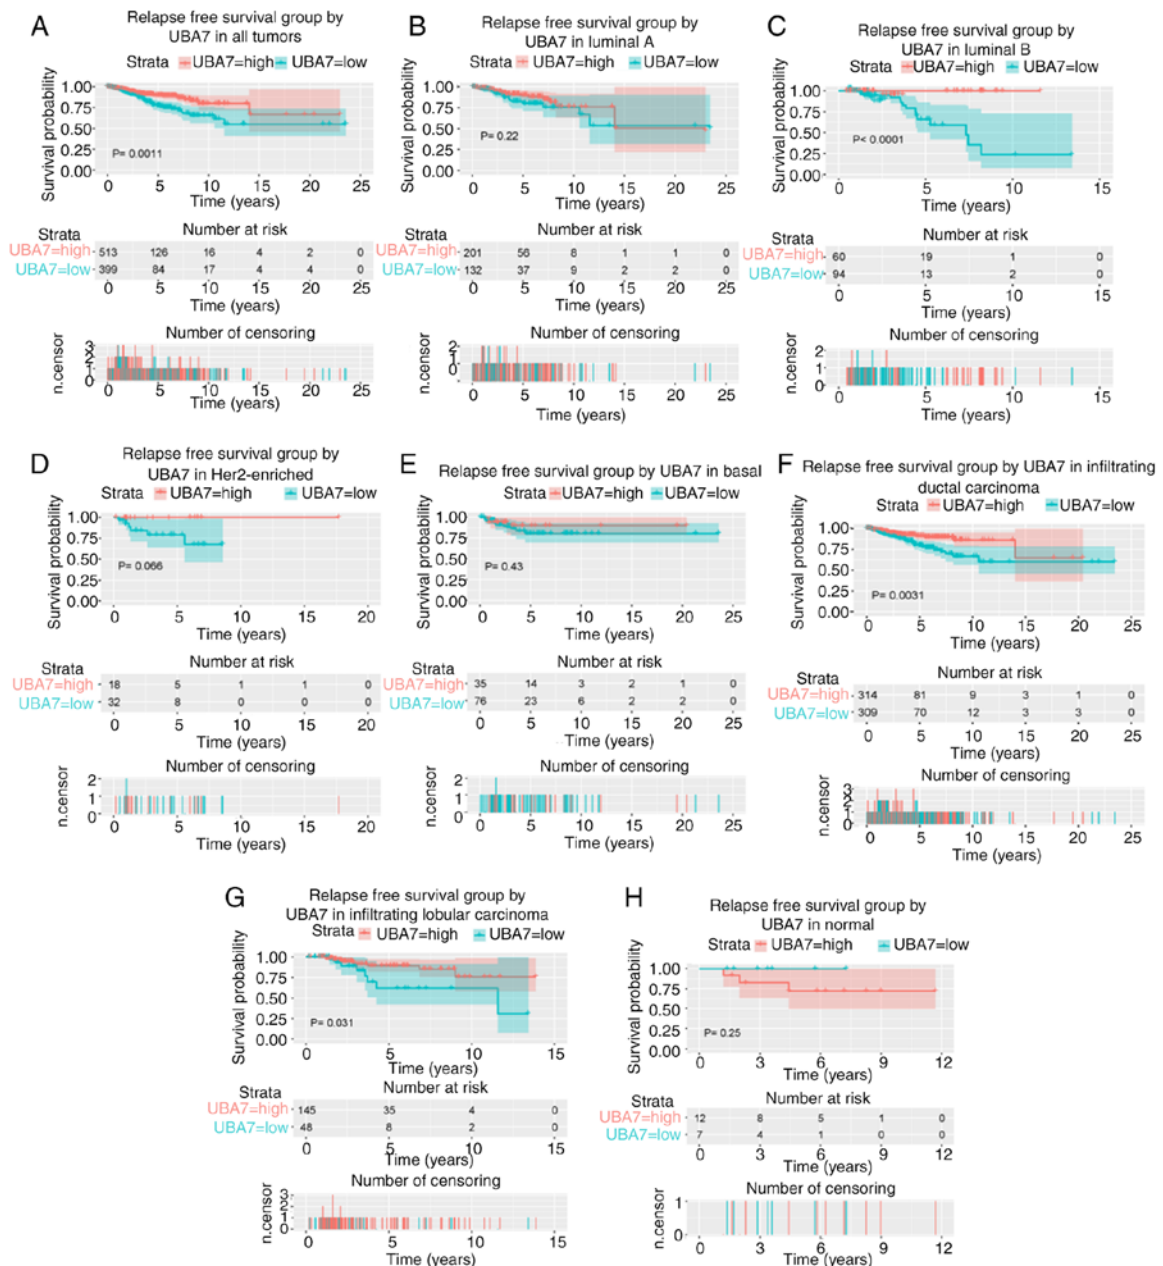 A
Relapse free survival group by
UBA7 in all tumors
Strata UBA7=high UBA7=low
Survival probability
1.00
0.75
0.50
0.25
0.00
P= 0.0011
0 5 10 15 20 25
Time (years)
Strata Number at risk
UBA7=high 513 126 16 4 2 0
UBA7=low 399 84 17 4 4 0
0 5 10 15 20 25
Time (years)
Number of censoring
n.censor
3
2
1
0
0 5 10 15 20 25
Time (years)
B
Relapse free survival group by
UBA7 in luminal A
Strata UBA7=high UBA7=low
Survival probability
1.00
0.75
0.50
0.25
0.00
P= 0.22
0 5 10 15 20 25
Time (years)
Strata Number at risk
UBA7=high 201 56 8 1 1 0
UBA7=low 132 37 9 2 2 0
0 5 10 15 20 25
Time (years)
Number of censoring
n.censor
2
1
0
0 5 10 15 20 25
Time (years)
C
Relapse free survival group by
UBA7 in luminal B
Strata UBA7=high UBA7=low
Survival probability
1.00
0.75
0.50
0.25
0.00
P< 0.0001
0 5 10 15
Time (years)
Strata Number at risk
UBA7=high 60 19 1 0
UBA7=low 94 13 2 0
0 5 10 15
Time (years)
Number of censoring
n.censor
2
1
0
0 5 10 15
Time (years)
D
Relapse free survival group by
UBA7 in Her2-enriched
Strata UBA7=high UBA7=low
Survival probability
1.00
0.75
0.50
0.25
0.00
P= 0.066
0 5 10 15 20
Time (years)
Strata Number at risk
UBA7=high 18 5 1 1 0
UBA7=low 32 8 0 0 0
0 5 10 15 20
Time (years)
Number of censoring
n.censor
2
1
0
0 5 10 15 20
Time (years)
E
Relapse free survival group by UBA7 in basal
Strata UBA7=high UBA7=low
Survival probability
1.00
0.75
0.50
0.25
0.00
P= 0.43
0 5 10 15 20 25
Time (years)
Strata Number at risk
UBA7=high 35 14 3 2 1 0
UBA7=low 76 23 6 2 2 0
0 5 10 15 20 25
Time (years)
Number of censoring
n.censor
2
1
0
0 5 10 15 20 25
Time (years)
F
Relapse free survival group by UBA7 in infiltrating
ductal carcinoma
Strata UBA7=high UBA7=low
Survival probability
1.00
0.75
0.50
0.25
0.00
P= 0.0031
0 5 10 15 20 25
Time (years)
Strata Number at risk
UBA7=high 314 81 9 3 1 0
UBA7=low 309 70 12 3 3 0
0 5 10 15 20 25
Time (years)
Number of censoring
n.censor
3
2
1
0
0 5 10 15 20 25
Time (years)
G
Relapse free survival group by
UBA7 in infiltrating lobular carcinoma
Strata UBA7=high UBA7=low
Survival probability
1.00
0.75
0.50
0.25
0.00
P= 0.031
0 5 10 15
Time (years)
Strata Number at risk
UBA7=high 145 35 4 0
UBA7=low 48 8 2 0
0 5 10 15
Time (years)
Number of censoring
n.censor
3
2
1
0
0 5 10 15
Time (years)
H
Relapse free survival group by
UBA7 in normal
Strata UBA7=high UBA7=low
Survival probability
1.00
0.75
0.50
0.25
0.00
P= 0.25
0 3 6 9 12
Time (years)
Strata Number at risk
UBA7=high 12 8 5 1 0
UBA7=low 7 4 1 0 0
0 3 6 9 12
Time (years)
Number of censoring
n.censor
1
0
0 3 6 9 12
Time (years)